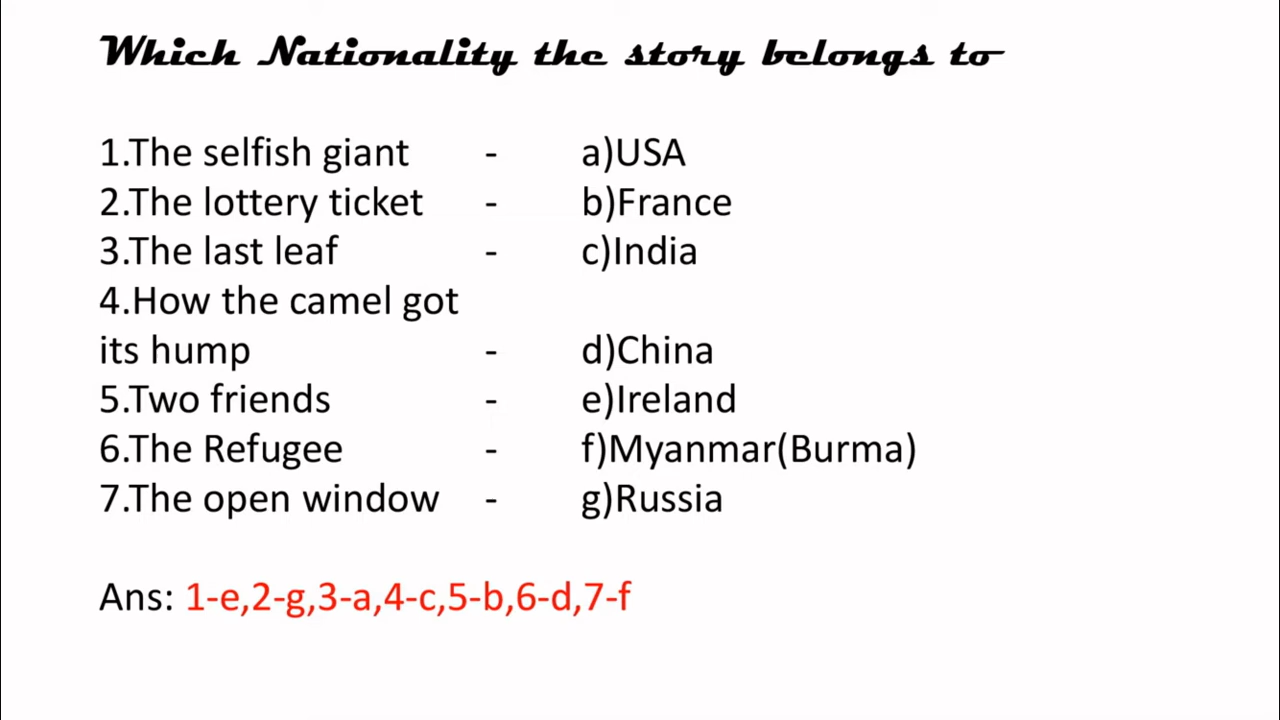 Which Nationality the story belongs to
1.The selfish giant - a)USA
2.The lottery ticket - b)France
3.The last leaf - c)India
4.How the camel got
its hump - d)China
5.Two friends - e)Ireland
6.The Refugee - f)Myanmar(Burma)
7.The open window - g)Russia
Ans: 1-e,2-g,3-a,4-c,5-b,6-d,7-f